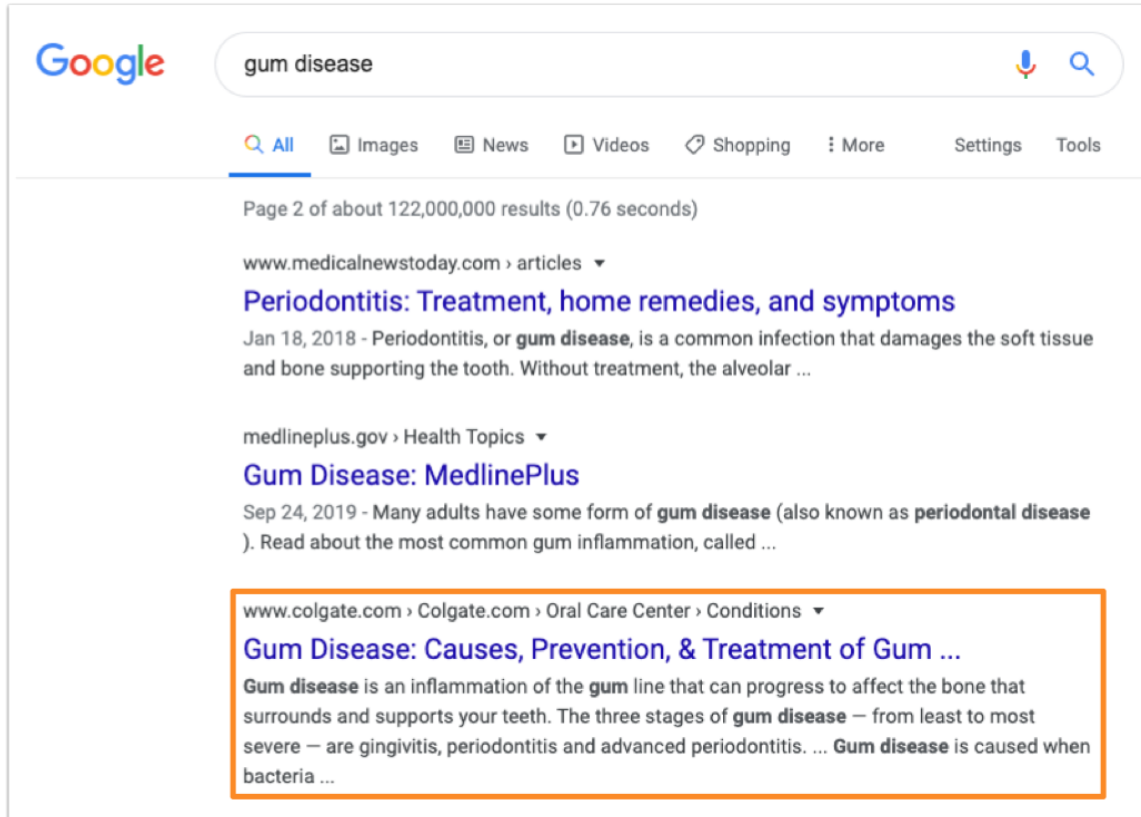 Google
gum disease
All Images News Videos Shopping More Settings Tools
Page 2 of about 122,000,000 results (0.76 seconds)
www.medicalnewstoday.com › articles
Periodontitis: Treatment, home remedies, and symptoms
Jan 18, 2018 - Periodontitis, or gum disease, is a common infection that damages the soft tissue
and bone supporting the tooth. Without treatment, the alveolar ...
medlineplus.gov › Health Topics
Gum Disease: MedlinePlus
Sep 24, 2019 - Many adults have some form of gum disease (also known as periodontal disease
). Read about the most common gum inflammation, called ...
www.colgate.com › Colgate.com › Oral Care Center › Conditions
Gum Disease: Causes, Prevention, & Treatment of Gum ...
Gum disease is an inflammation of the gum line that can progress to affect the bone that
surrounds and supports your teeth. The three stages of gum disease — from least to most
severe — are gingivitis, periodontitis and advanced periodontitis. ... Gum disease is caused when
bacteria ...